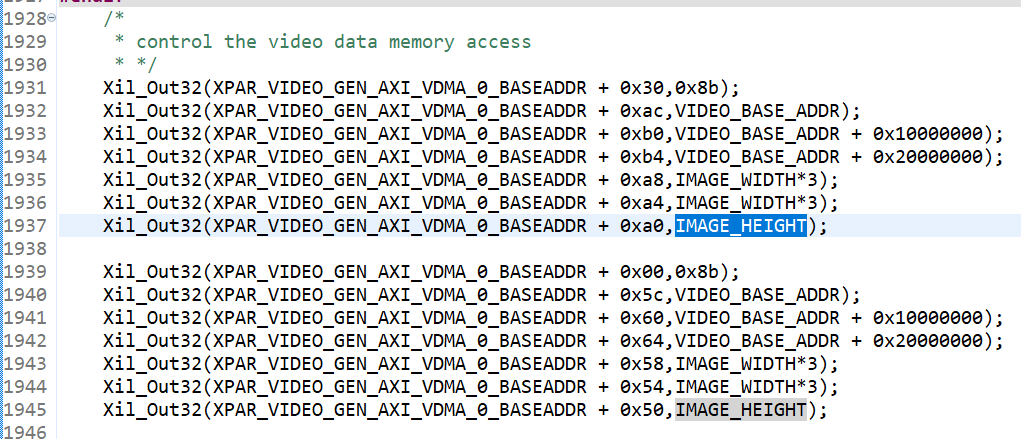 1928 /*
1929 * control the video data memory access
1930 * */
1931 Xil_Out32(XPAR_VIDEO_GEN_AXI_VDMA_0_BASEADDR + 0x30,0x8b);
1932 Xil_Out32(XPAR_VIDEO_GEN_AXI_VDMA_0_BASEADDR + 0xac,VIDEO_BASE_ADDR);
1933 Xil_Out32(XPAR_VIDEO_GEN_AXI_VDMA_0_BASEADDR + 0xb0,VIDEO_BASE_ADDR + 0x10000000);
1934 Xil_Out32(XPAR_VIDEO_GEN_AXI_VDMA_0_BASEADDR + 0xb4,VIDEO_BASE_ADDR + 0x20000000);
1935 Xil_Out32(XPAR_VIDEO_GEN_AXI_VDMA_0_BASEADDR + 0xa8,IMAGE_WIDTH*3);
1936 Xil_Out32(XPAR_VIDEO_GEN_AXI_VDMA_0_BASEADDR + 0xa4,IMAGE_WIDTH*3);
1937 Xil_Out32(XPAR_VIDEO_GEN_AXI_VDMA_0_BASEADDR + 0xa0,IMAGE_HEIGHT);
1938
1939 Xil_Out32(XPAR_VIDEO_GEN_AXI_VDMA_0_BASEADDR + 0x00,0x8b);
1940 Xil_Out32(XPAR_VIDEO_GEN_AXI_VDMA_0_BASEADDR + 0x5c,VIDEO_BASE_ADDR);
1941 Xil_Out32(XPAR_VIDEO_GEN_AXI_VDMA_0_BASEADDR + 0x60,VIDEO_BASE_ADDR + 0x10000000);
1942 Xil_Out32(XPAR_VIDEO_GEN_AXI_VDMA_0_BASEADDR + 0x64,VIDEO_BASE_ADDR + 0x20000000);
1943 Xil_Out32(XPAR_VIDEO_GEN_AXI_VDMA_0_BASEADDR + 0x58,IMAGE_WIDTH*3);
1944 Xil_Out32(XPAR_VIDEO_GEN_AXI_VDMA_0_BASEADDR + 0x54,IMAGE_WIDTH*3);
1945 Xil_Out32(XPAR_VIDEO_GEN_AXI_VDMA_0_BASEADDR + 0x50,IMAGE_HEIGHT);
1946